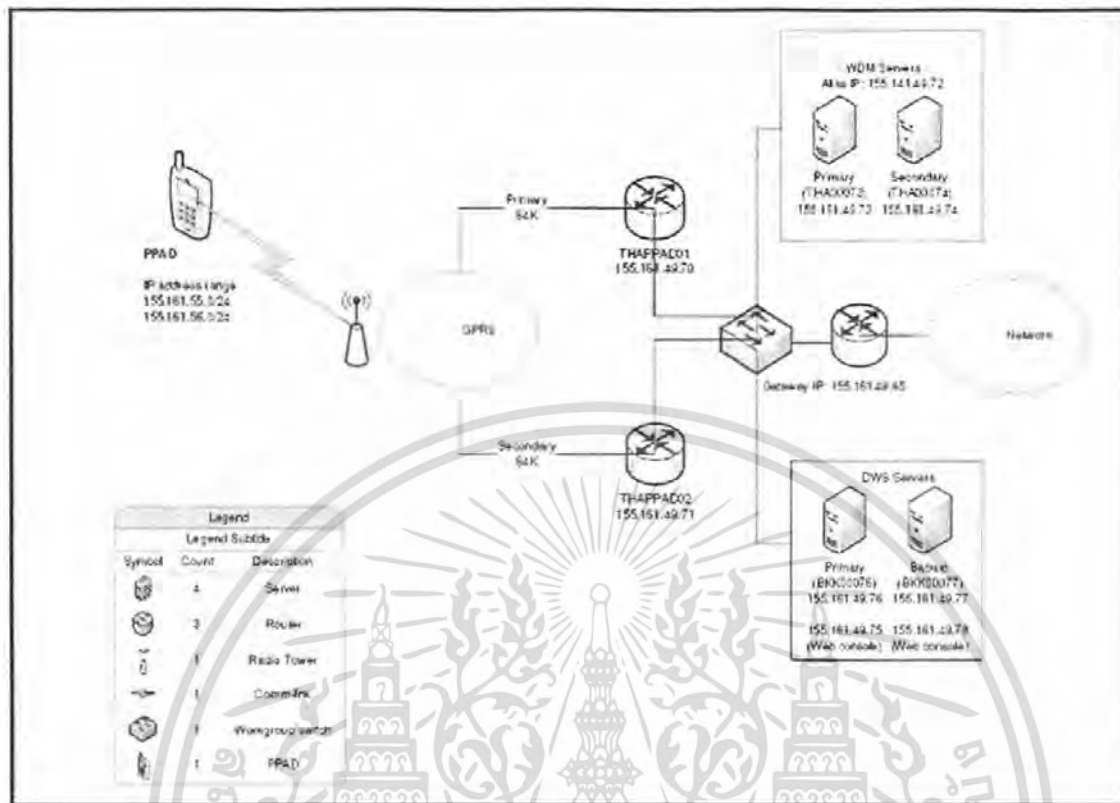 WDM Servers
Alias IP: 155.141.49.72
Primary
Secondary
(THA00073)
(THA00074)
155.161.49.73
155.161.49.74
Primary
64K
THAPPAD01
155.161.49.70
PPAD
IP address range
155.161.55.0/24
155.161.56.0/24
GPRS
Network
Gateway IP: 155.161.49.65
Secondary
64K
THAPPAD02
155.161.49.71
DWS Servers
Primary
Backup
(BKK00076)
(BKK00077)
155.161.49.76
155.161.49.77
155.161.49.75
155.161.49.78
(Web console)
(Web console)
Legend
Legend Subtitle
Symbol Count Description
4 Server
3 Router
1 Radio Tower
1 Comm-link
1 Workgroup switch
1 PPAD